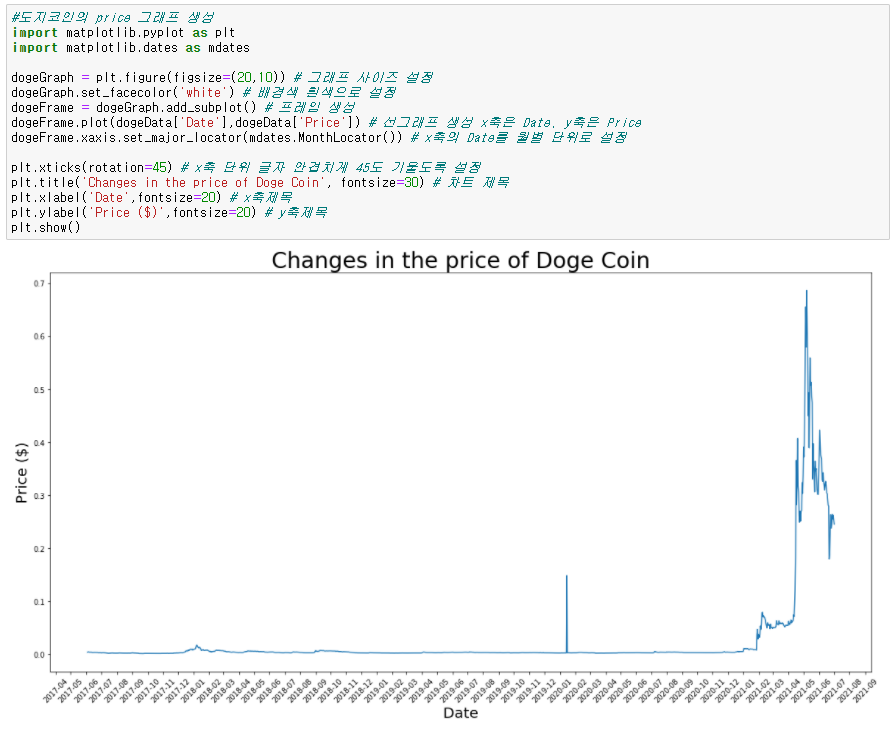 #도지코인의 price 그래프 생성
import matplotlib.pyplot as plt
import matplotlib.dates as mdates
dogeGraph = plt.figure(figsize=(20,10)) # 그래프 사이즈 설정
dogeGraph.set_facecolor('white') # 배경색 흰색으로 설정
dogeFrame = dogeGraph.add_subplot() # 프레임 생성
dogeFrame.plot(dogeData['Date'],dogeData['Price']) # 선그래프 생성 x축은 Date, y축은 Price
dogeFrame.xaxis.set_major_locator(mdates.MonthLocator()) # x축의 Date를 월별 단위로 설정
plt.xticks(rotation=45) # x축 단위 글자 안겹치게 45도 기울도록 설정
plt.title('Changes in the price of Doge Coin', fontsize=30) # 차트 제목
plt.xlabel('Date',fontsize=20) # x축제목
plt.ylabel('Price ($)',fontsize=20) # y축제목
plt.show()
Changes in the price of Doge Coin
0.7
0.6
0.5
0.4
0.3
0.2
0.1
0.0
Price ($)
2017-04 2017-05 2017-06 2017-07 2017-08 2017-09 2017-10 2017-11 2017-12 2018-01 2018-02 2018-03 2018-04 2018-05 2018-06 2018-07 2018-08 2018-09 2018-10 2018-11 2018-12 2019-01 2019-02 2019-03 2019-04 2019-05 2019-06 2019-07 2019-08 2019-09 2019-10 2019-11 2019-12 2020-01 2020-02 2020-03 2020-04 2020-05 2020-06 2020-07 2020-08 2020-09 2020-10 2020-11 2020-12 2021-01 2021-02 2021-03 2021-04 2021-05 2021-06 2021-07 2021-08 2021-09
Date